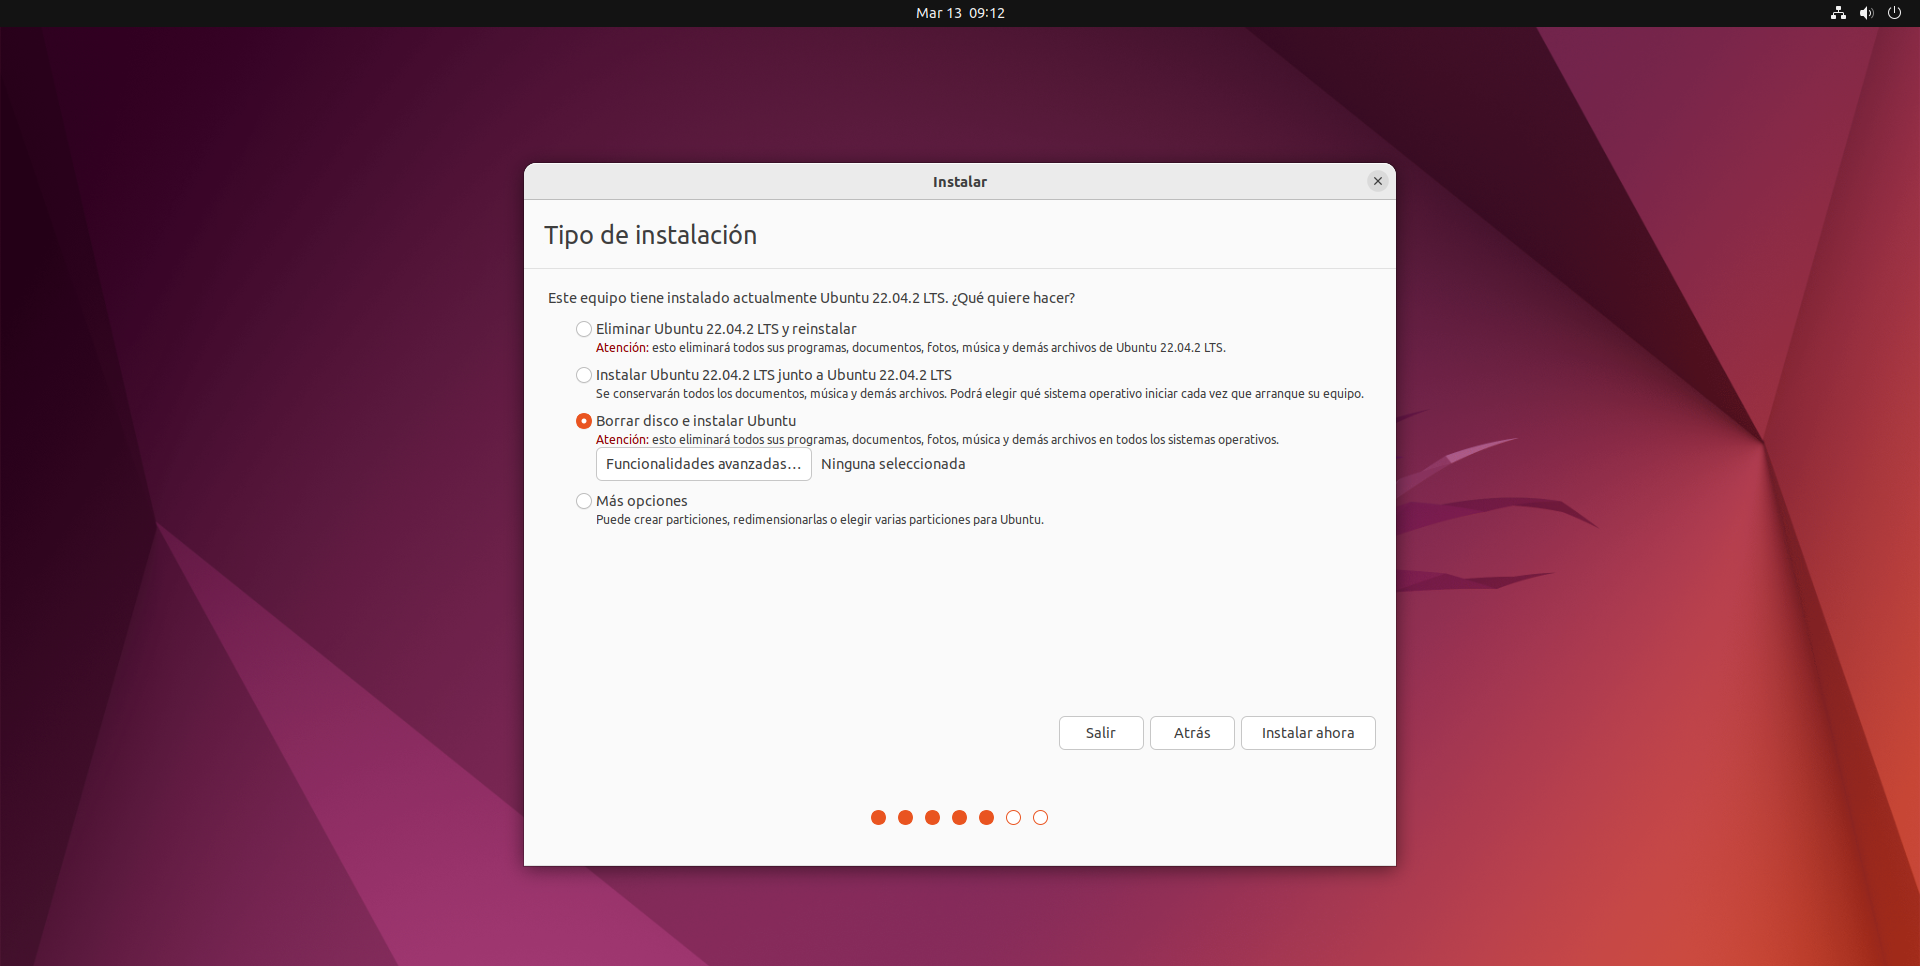 Mar 13 09:12
Instalar
Tipo de instalación
Este equipo tiene instalado actualmente Ubuntu 22.04.2 LTS. ¿Qué quiere hacer?
Eliminar Ubuntu 22.04.2 LTS y reinstalar
Atención: esto eliminará todos sus programas, documentos, fotos, música y demás archivos de Ubuntu 22.04.2 LTS.
Instalar Ubuntu 22.04.2 LTS junto a Ubuntu 22.04.2 LTS
Se conservarán todos los documentos, música y demás archivos. Podrá elegir qué sistema operativo iniciar cada vez que arranque su equipo.
Borrar disco e instalar Ubuntu
Atención: esto eliminará todos sus programas, documentos, fotos, música y demás archivos en todos los sistemas operativos.
Funcionalidades avanzadas... Ninguna seleccionada
Más opciones
Puede crear particiones, redimensionarlas o elegir varias particiones para Ubuntu.
Salir Atrás Instalar ahora